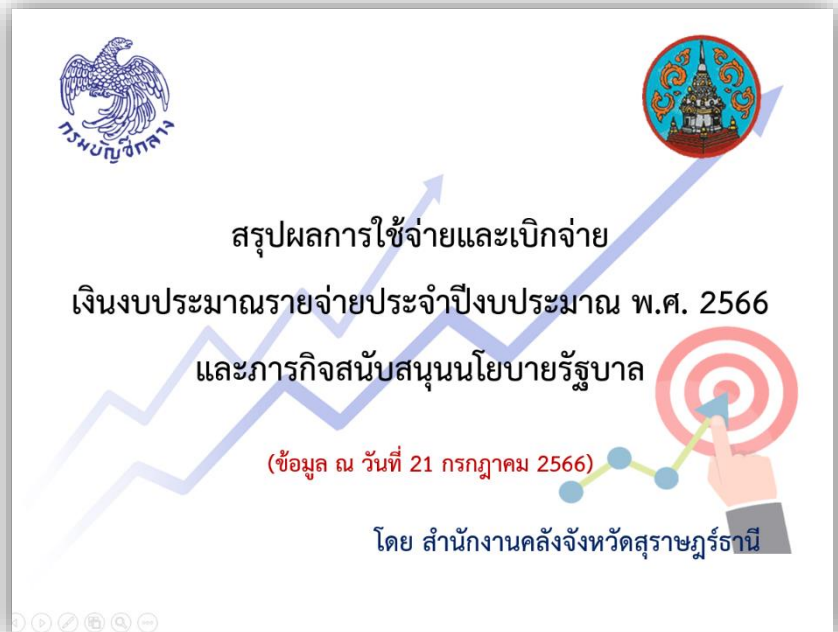 กรมบัญชีกลาง
สรุปผลการใช้จ่ายและเบิกจ่าย
เงินงบประมาณรายจ่ายประจำปีงบประมาณ พ.ศ. 2566
และภารกิจสนับสนุนนโยบายรัฐบาล
(ข้อมูล ณ วันที่ 21 กรกฎาคม 2566)
โดย สำนักงานคลังจังหวัดสุราษฎร์ธานี